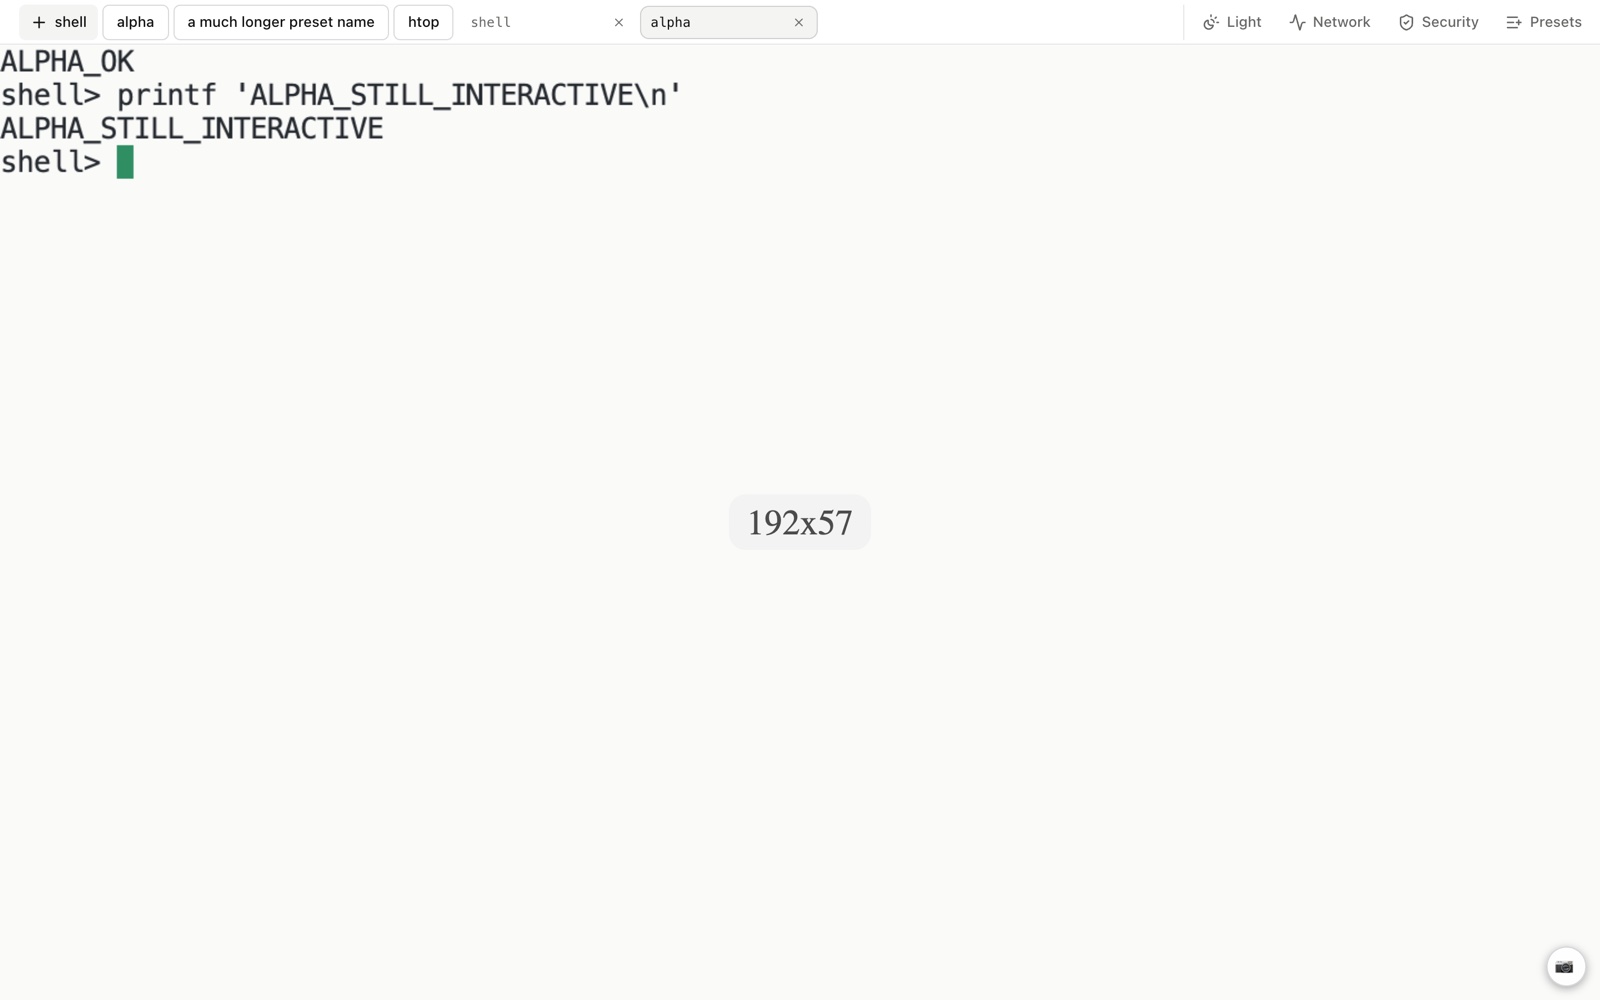 + shell alpha a much longer preset name htop shell × alpha × Light Network Security Presets
ALPHA_OK
shell> printf 'ALPHA_STILL_INTERACTIVE\n'
ALPHA_STILL_INTERACTIVE
shell>
192x57